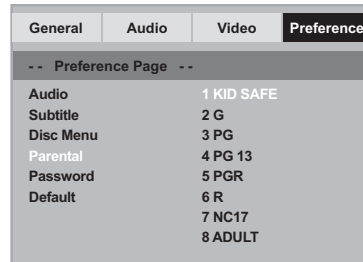 General Audio Video Preference
- - Preference Page - -
Audio 1 KID SAFE
Subtitle 2 G
Disc Menu 3 PG
Parental 4 PG 13
Password 5 PGR
Default 6 R
7 NC17
8 ADULT